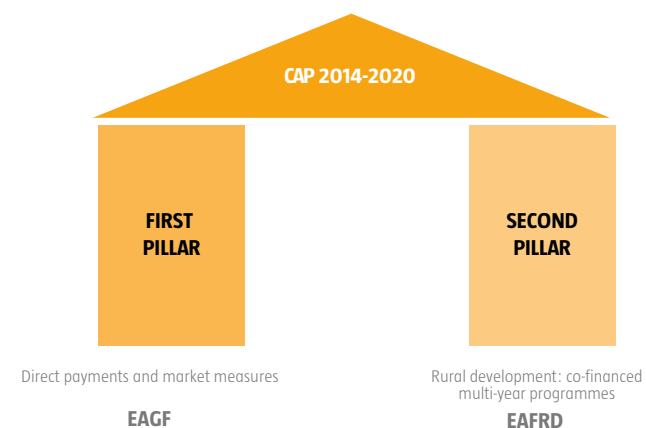 CAP 2014-2020
FIRST
PILLAR
SECOND
PILLAR
Direct payments and market measures
EAGF
Rural development: co-financed
multi-year programmes
EAFRD